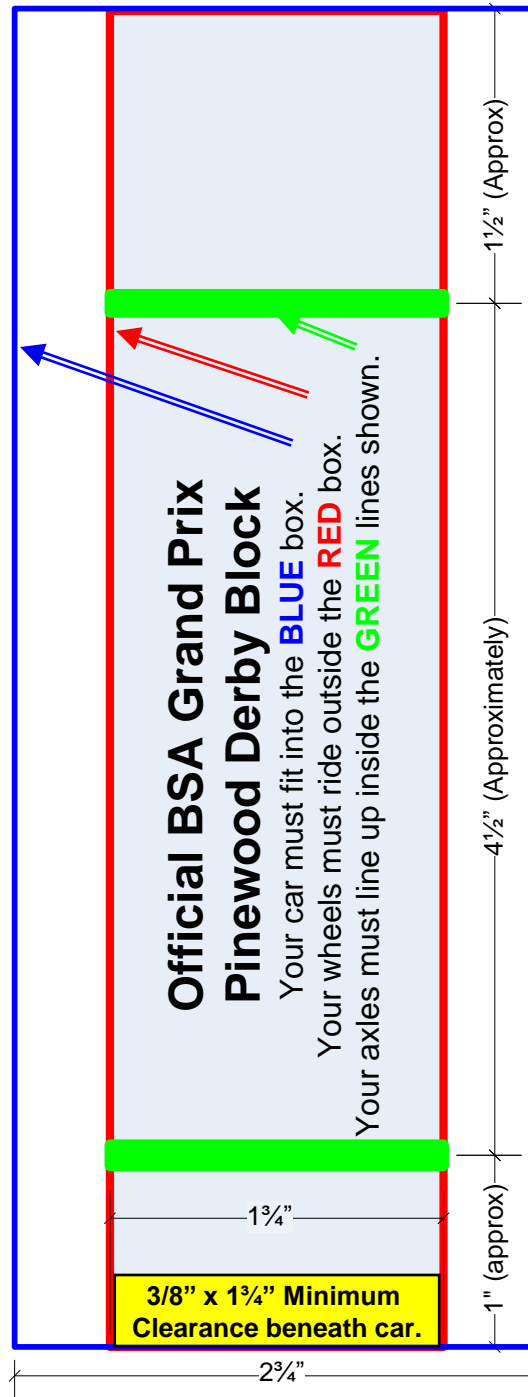 Official BSA Grand Prix
Pinewood Derby Block
Your car must fit into the BLUE box.
Your wheels must ride outside the RED box.
Your axles must line up inside the GREEN lines shown.
1½” (Approx)
4½” (Approximately)
1" (approx)
1¾”
3/8” x 1¾” Minimum
Clearance beneath car.
2¾”